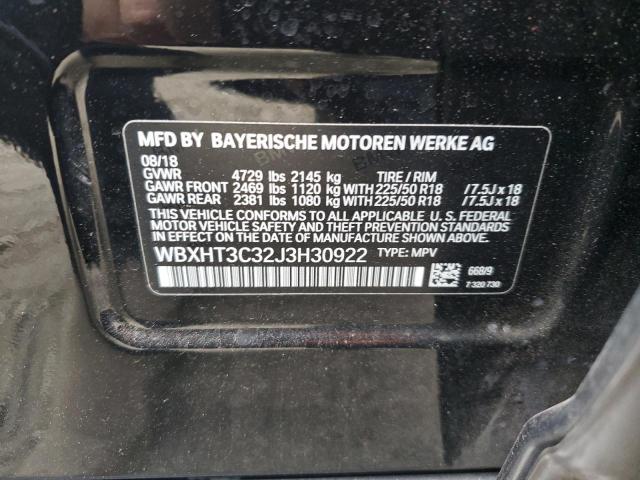 MFD BY BAYERISCHE MOTOREN WERKE AG
08/18
GVWR 4729 lbs 2145 kg TIRE / RIM
GAWR FRONT 2469 lbs 1120 kg WITH 225/50 R18 /7.5J x 18
GAWR REAR 2381 lbs 1080 kg WITH 225/50 R18 /7.5J x 18
THIS VEHICLE CONFORMS TO ALL APPLICABLE U. S. FEDERAL
MOTOR VEHICLE SAFETY, BUMPER, AND THEFT PREVENTION
STANDARDS IN EFFECT ON THE DATE OF MANUFACTURE SHOWN ABOVE.
WBXHT3C32J3H30922 TYPE: MPV
668/9
7 320 730